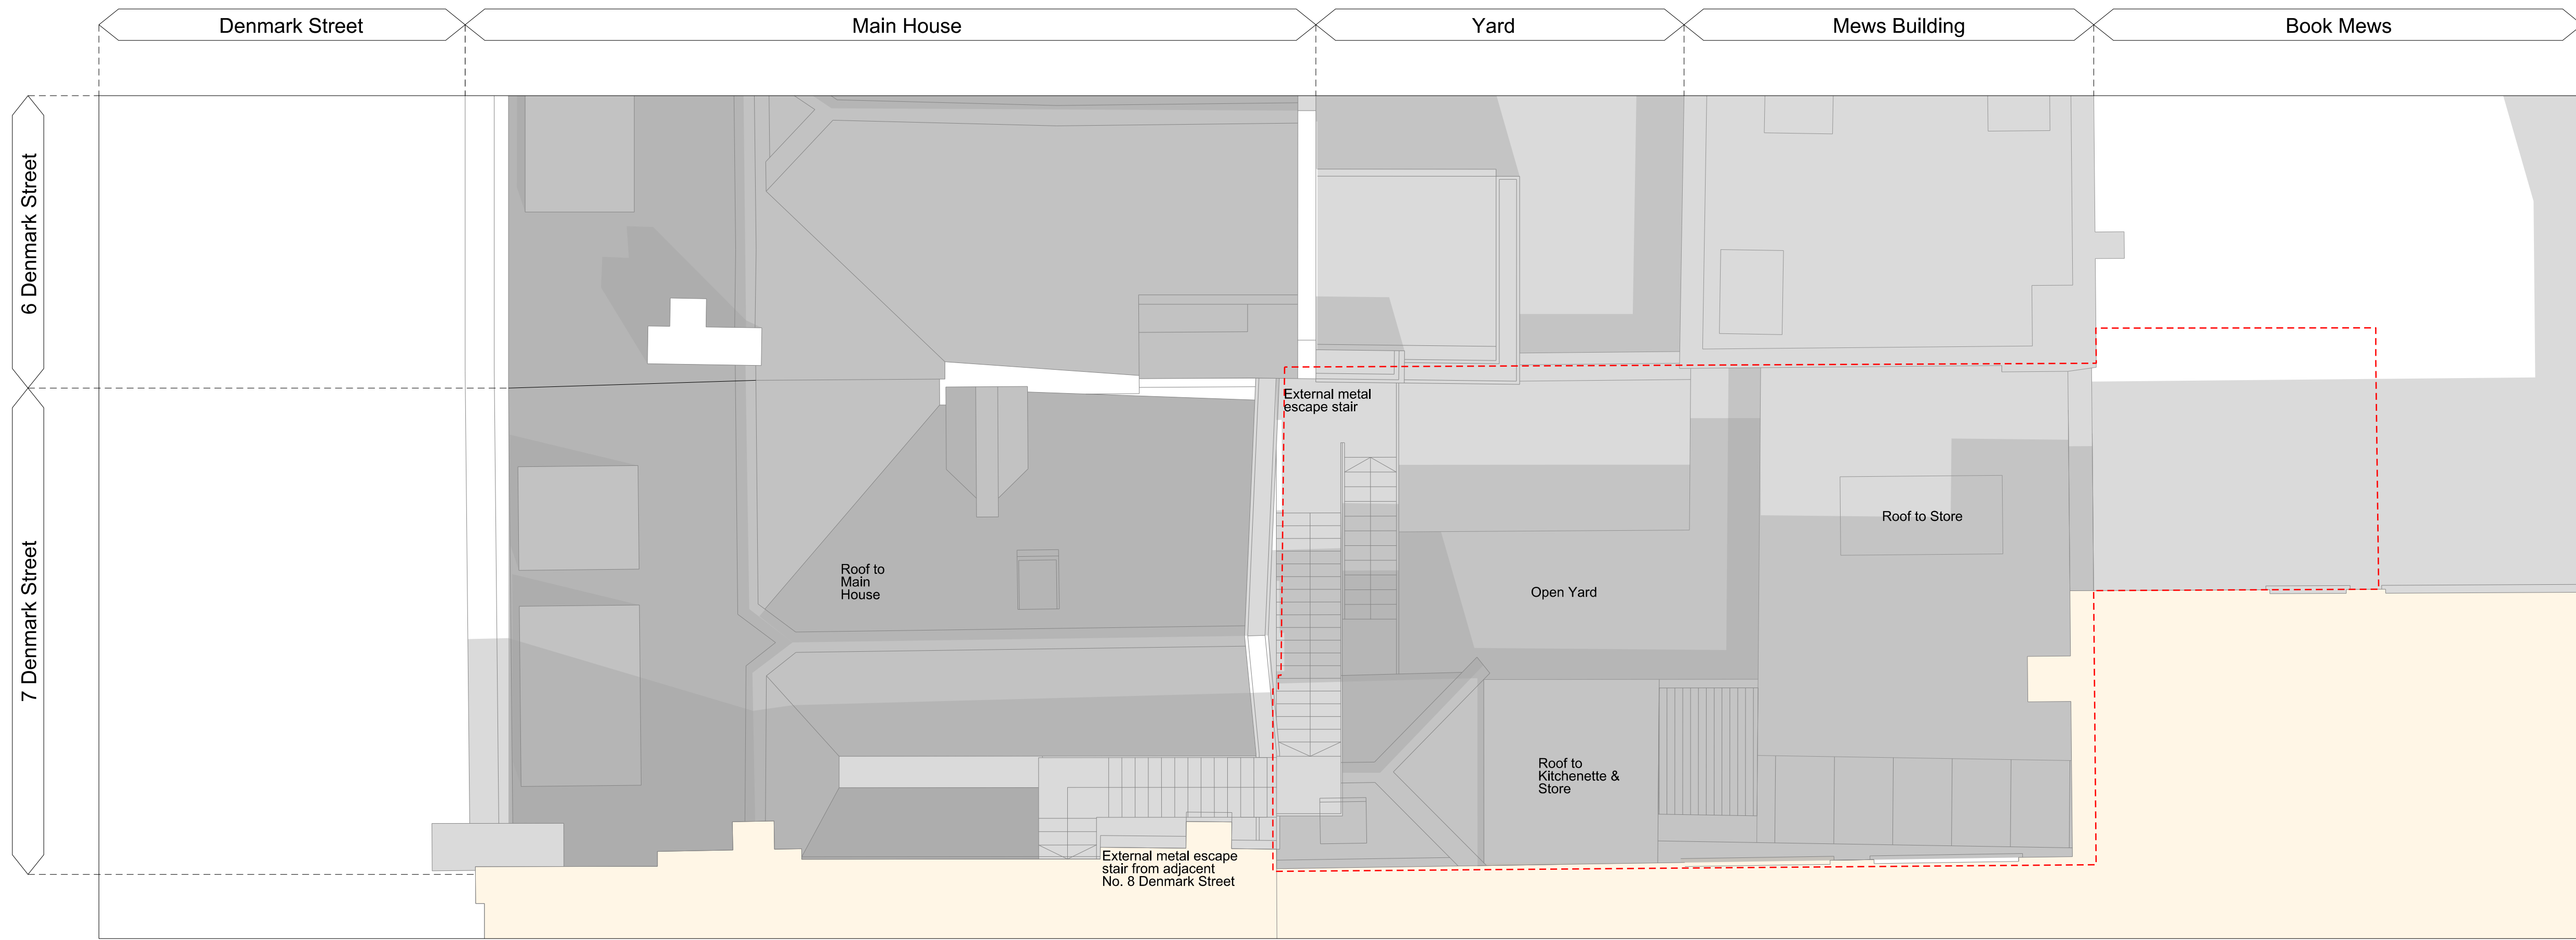 Denmark Street
Main House
Yard
Mews Building
Book Mews
6 Denmark Street
7 Denmark Street
External metal
escape stair
Roof to Store
Roof to
Main
House
Open Yard
Roof to
Kitchenette &
Store
External metal escape
stair from adjacent
No. 8 Denmark Street